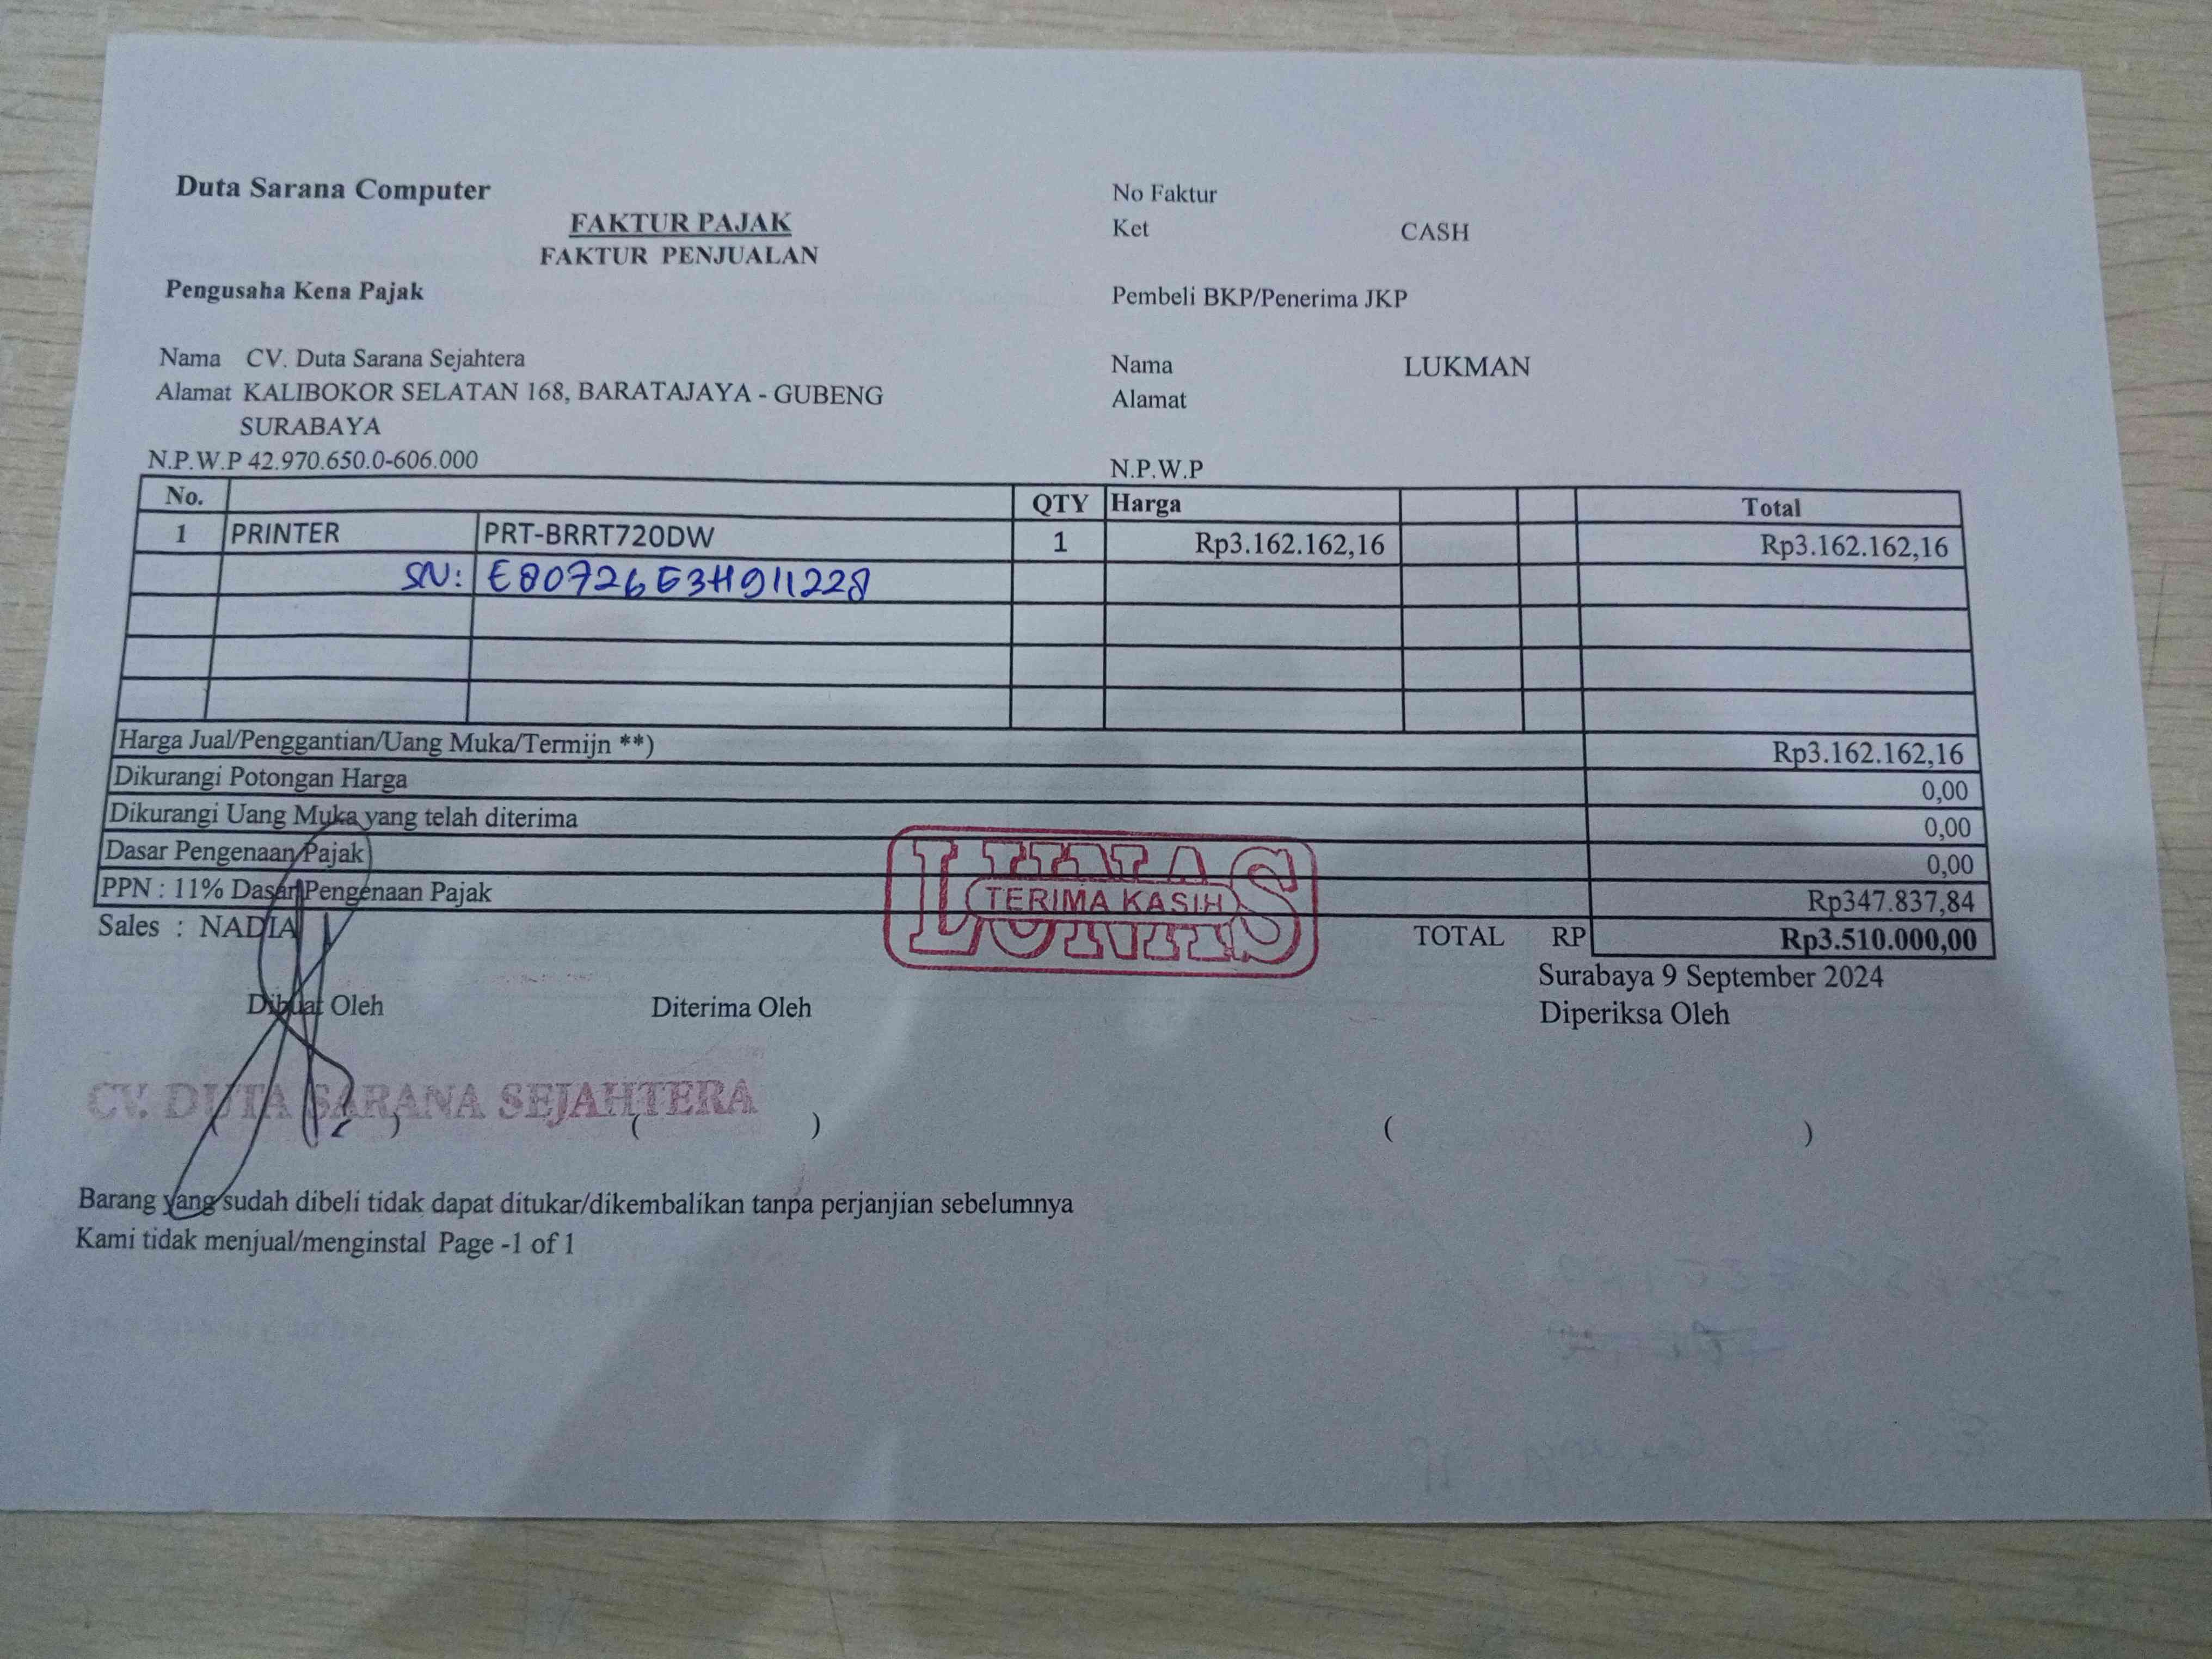 Duta Sarana Computer
FAKTUR PAJAK
FAKTUR PENJUALAN
No Faktur
Ket CASH
Pengusaha Kena Pajak
Pembeli BKP/Penerima JKP
Nama CV. Duta Sarana Sejahtera
Alamat KALIBOKOR SELATAN 168, BARATAJAYA - GUBENG
SURABAYA
N.P.W.P 42.970.650.0-606.000
Nama LUKMAN
Alamat
N.P.W.P
No. QTY Harga Total
1 PRINTER PRT-BRRT720DW 1 Rp3.162.162,16 Rp3.162.162,16
SN: E80726E3H911228
Harga Jual/Penggantian/Uang Muka/Termijn **) Rp3.162.162,16
Dikurangi Potongan Harga 0,00
Dikurangi Uang Muka yang telah diterima 0,00
Dasar Pengenaan Pajak 0,00
PPN : 11% Dasar Pengenaan Pajak Rp347.837,84
LUNAS
TERIMA KASIH
Sales : NADIA TOTAL RP Rp3.510.000,00
Surabaya 9 September 2024
Dibuat Oleh Diterima Oleh Diperiksa Oleh
CV. DUTA SARANA SEJAHTERA
( ) ( ) ( )
Barang yang sudah dibeli tidak dapat ditukar/dikembalikan tanpa perjanjian sebelumnya
Kami tidak menjual/menginstal Page -1 of 1